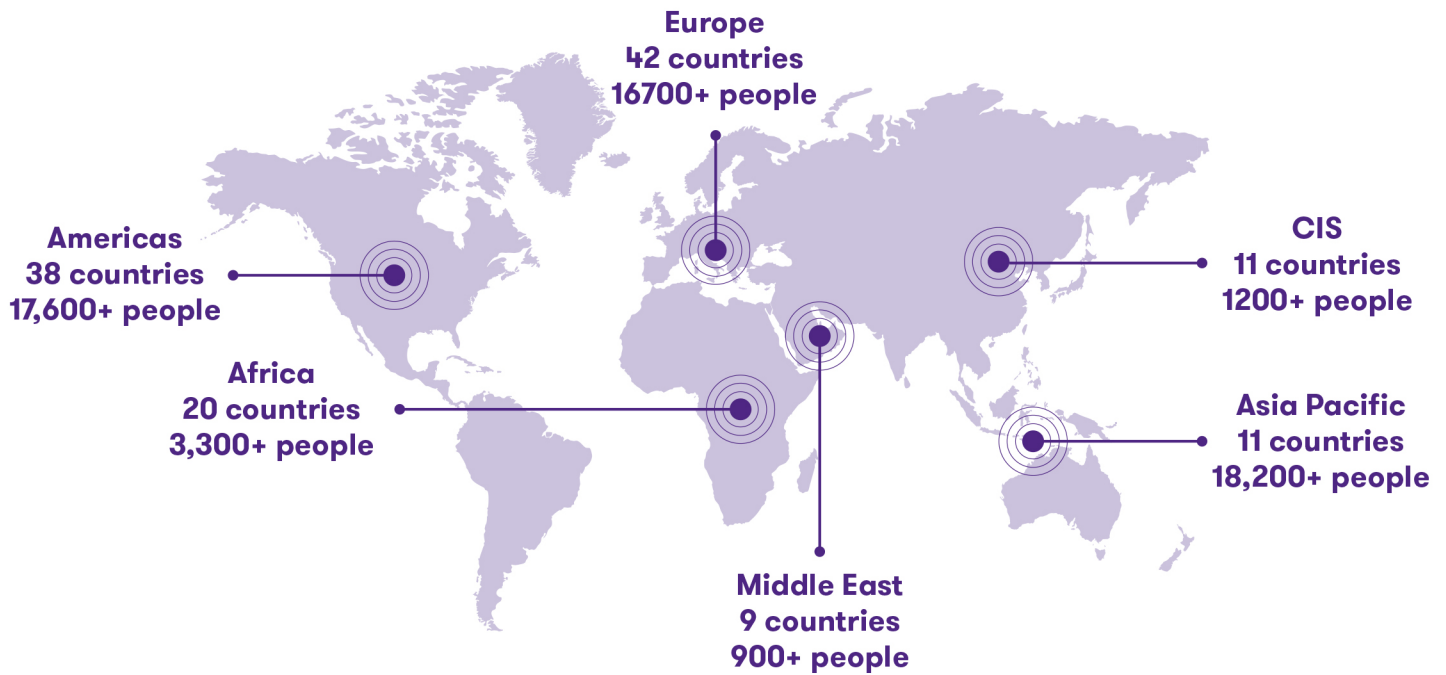 Europe
42 countries
16700+ people
Americas
38 countries
17,600+ people
CIS
11 countries
1200+ people
Africa
20 countries
3,300+ people
Asia Pacific
11 countries
18,200+ people
Middle East
9 countries
900+ people